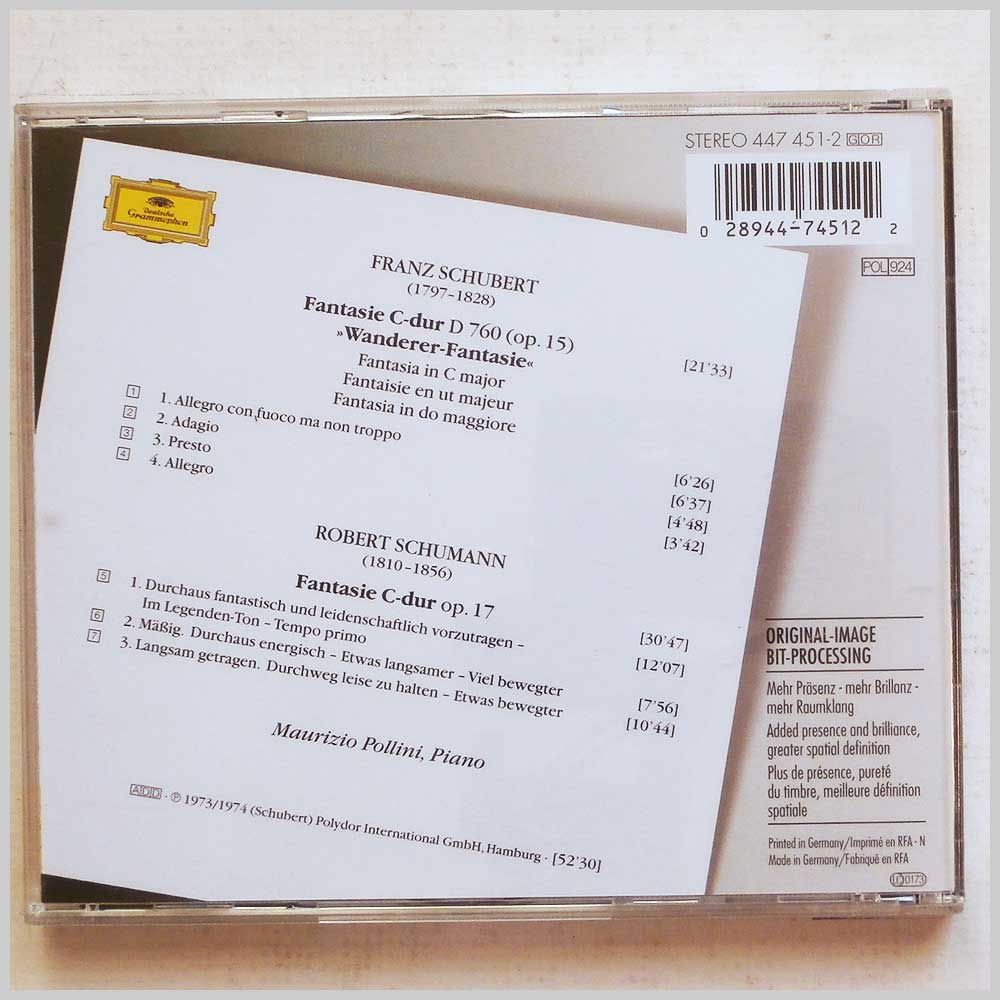 STEREO 447 451-2 GOR
0 28944-74512 2
POL 924
Deutsche
Grammophon
FRANZ SCHUBERT
(1797–1828)
Fantasie C-dur D 760 (op. 15)
»Wanderer-Fantasie«
[21'33]
Fantasia in C major
Fantaisie en ut majeur
Fantasia in do maggiore
1 1. Allegro con fuoco ma non troppo [6'26]
2 2. Adagio [6'37]
3 3. Presto [4'48]
4 4. Allegro [3'42]
ROBERT SCHUMANN
(1810–1856)
Fantasie C-dur op. 17 [30'47]
5 1. Durchaus fantastisch und leidenschaftlich vorzutragen –
Im Legenden-Ton – Tempo primo [12'07]
6 2. Mäßig. Durchaus energisch – Etwas langsamer – Viel bewegter [7'56]
7 3. Langsam getragen. Durchweg leise zu halten – Etwas bewegter [10'44]
Maurizio Pollini, Piano
ADD · ℗ 1973/1974 (Schubert) Polydor International GmbH, Hamburg · [52'30]
ORIGINAL-IMAGE
BIT-PROCESSING
Mehr Präsenz - mehr Brillanz -
mehr Raumklang
Added presence and brilliance,
greater spatial definition
Plus de présence, pureté
du timbre, meilleure définition
spatiale
Printed in Germany/Imprimé en RFA - N
Made in Germany/Fabriqué en RFA
LC 0173